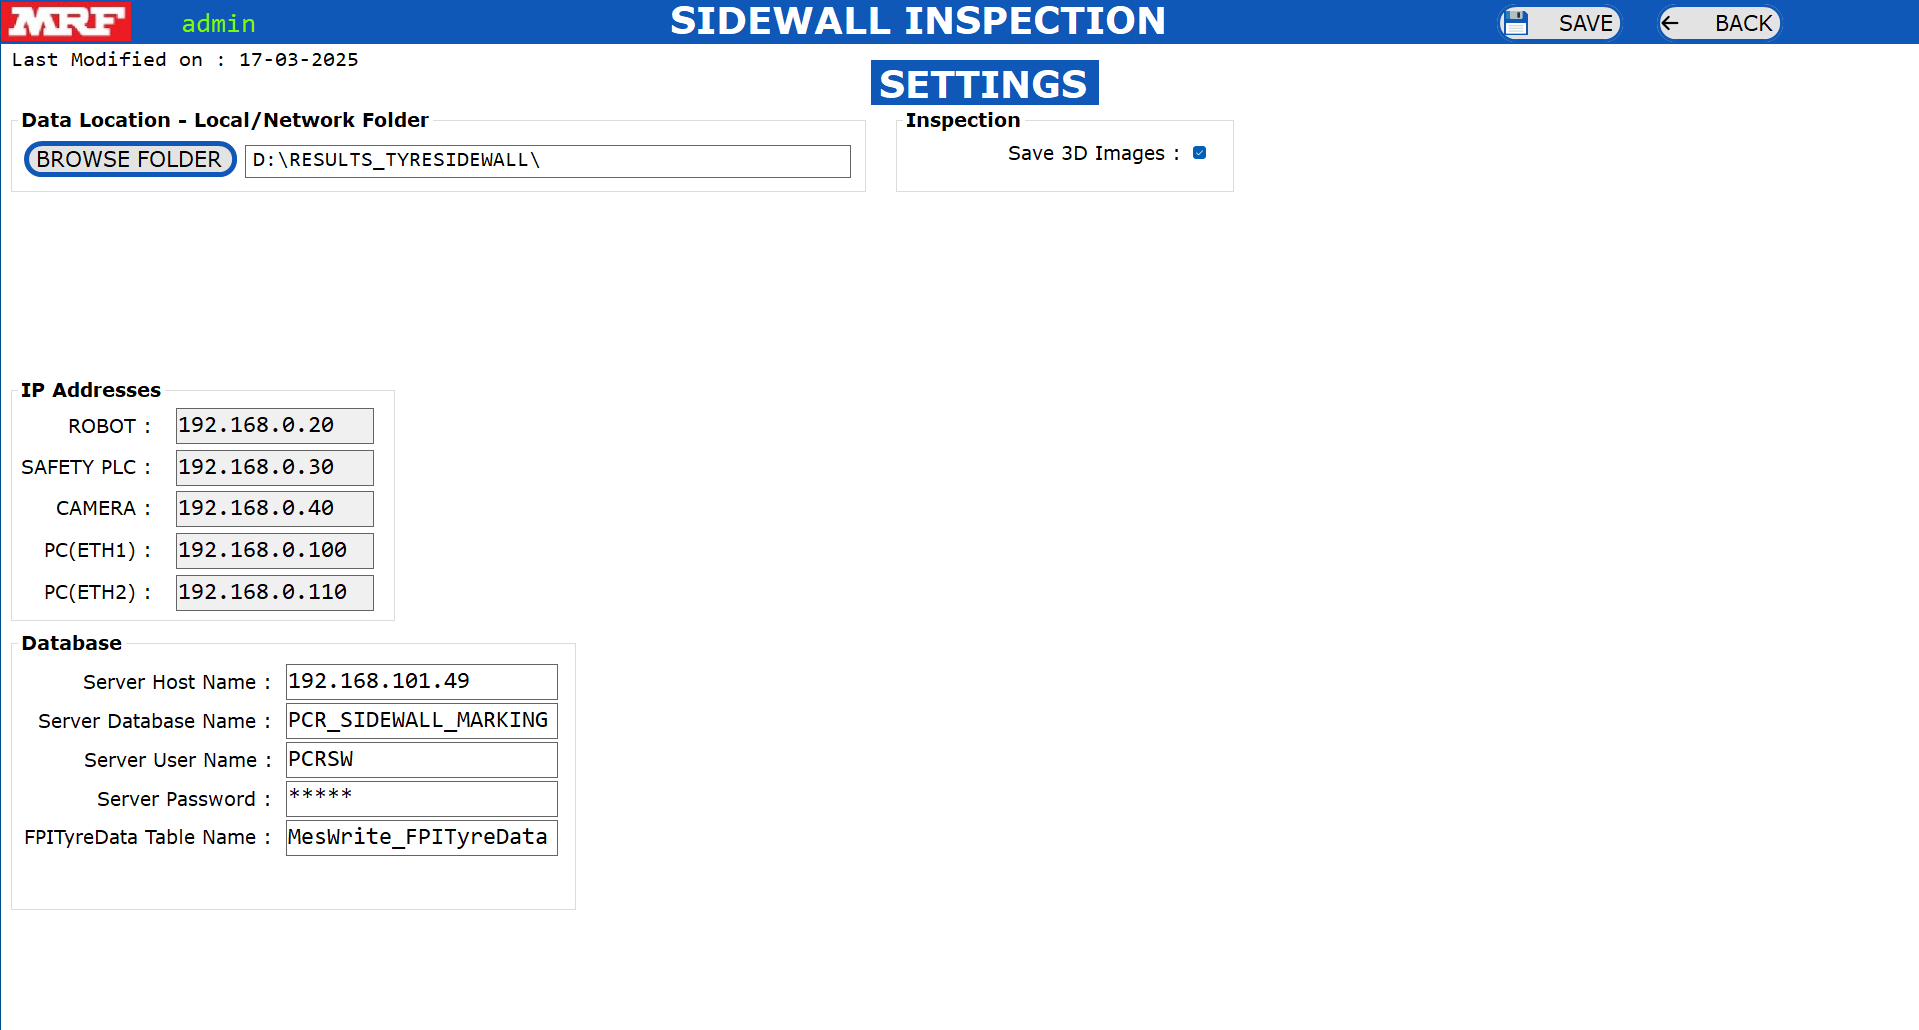 MRF admin SIDEWALL INSPECTION SAVE BACK
Last Modified on : 17-03-2025
SETTINGS
Data Location - Local/Network Folder
BROWSE FOLDER D:\RESULTS_TYRESIDEWALL\
Inspection
Save 3D Images :
IP Addresses
ROBOT : 192.168.0.20
SAFETY PLC : 192.168.0.30
CAMERA : 192.168.0.40
PC(ETH1) : 192.168.0.100
PC(ETH2) : 192.168.0.110
Database
Server Host Name : 192.168.101.49
Server Database Name : PCR_SIDEWALL_MARKING
Server User Name : PCRSW
Server Password : *****
FPITyreData Table Name : MesWrite_FPITyreData